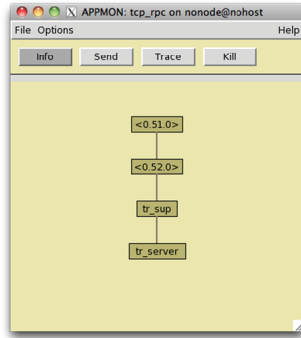 X APPMON: tcp_rpc on nonode@nohost
File Options Help
Info Send Trace Kill
<0.51.0>
<0.52.0>
tr_sup
tr_server